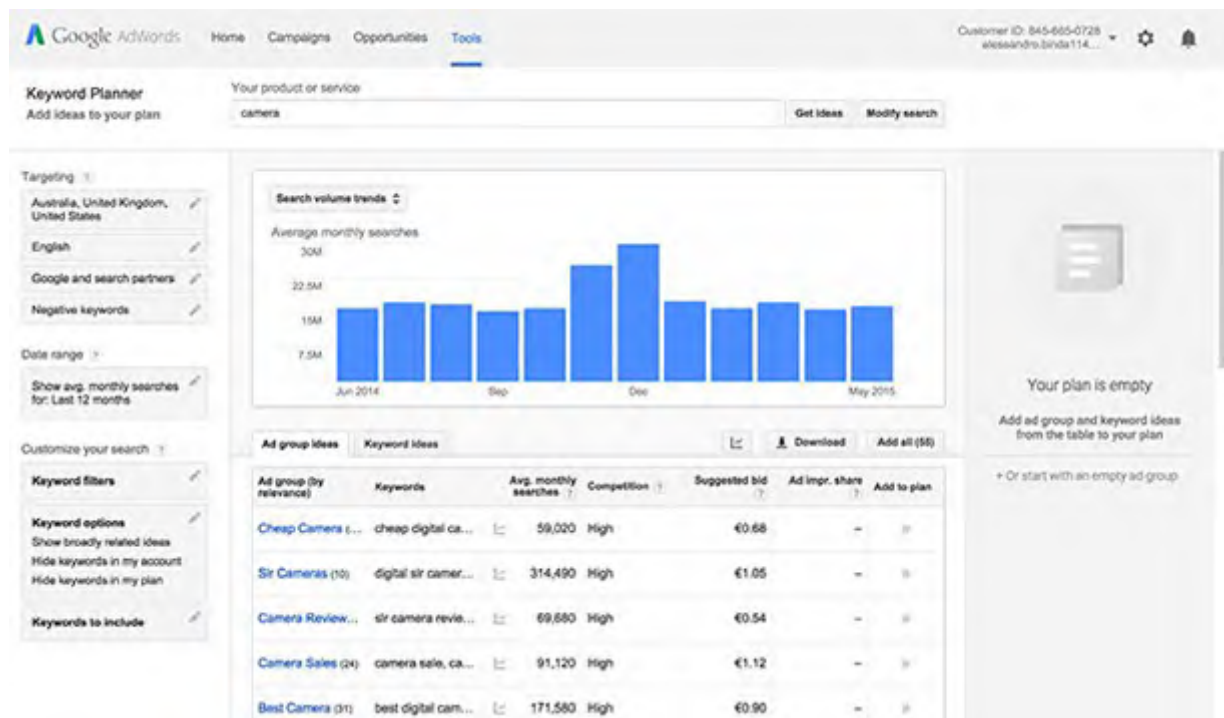 Google AdWords Home Campaigns Opportunities Tools
Customer ID: 845-665-0728
alessandro.binda114...
Keyword Planner
Add ideas to your plan
Your product or service
camera
Get ideas Modify search
Targeting ?
Australia, United Kingdom,
United States
English
Google and search partners
Negative keywords
Date range ?
Show avg. monthly searches
for: Last 12 months
Customize your search ?
Keyword filters
Keyword options
Show broadly related ideas
Hide keywords in my account
Hide keywords in my plan
Keywords to include
Search volume trends
Average monthly searches
30M
22.5M
15M
7.5M
Jun 2014 Sep Dec May 2015
Ad group ideas Keyword ideas Download Add all (55)
Ad group (by
relevance) Keywords Avg. monthly
searches ? Competition ? Suggested bid
? Ad impr. share
? Add to plan
Cheap Camera (... cheap digital ca... 59,020 High €0.68 –
Slr Cameras (10) digital slr camer... 314,490 High €1.05 –
Camera Review... slr camera revie... 69,680 High €0.54 –
Camera Sales (24) camera sale, ca... 91,120 High €1.12 –
Best Camera (31) best digital cam... 171,580 High €0.90 –
Your plan is empty
Add ad group and keyword ideas
from the table to your plan
+ Or start with an empty ad group